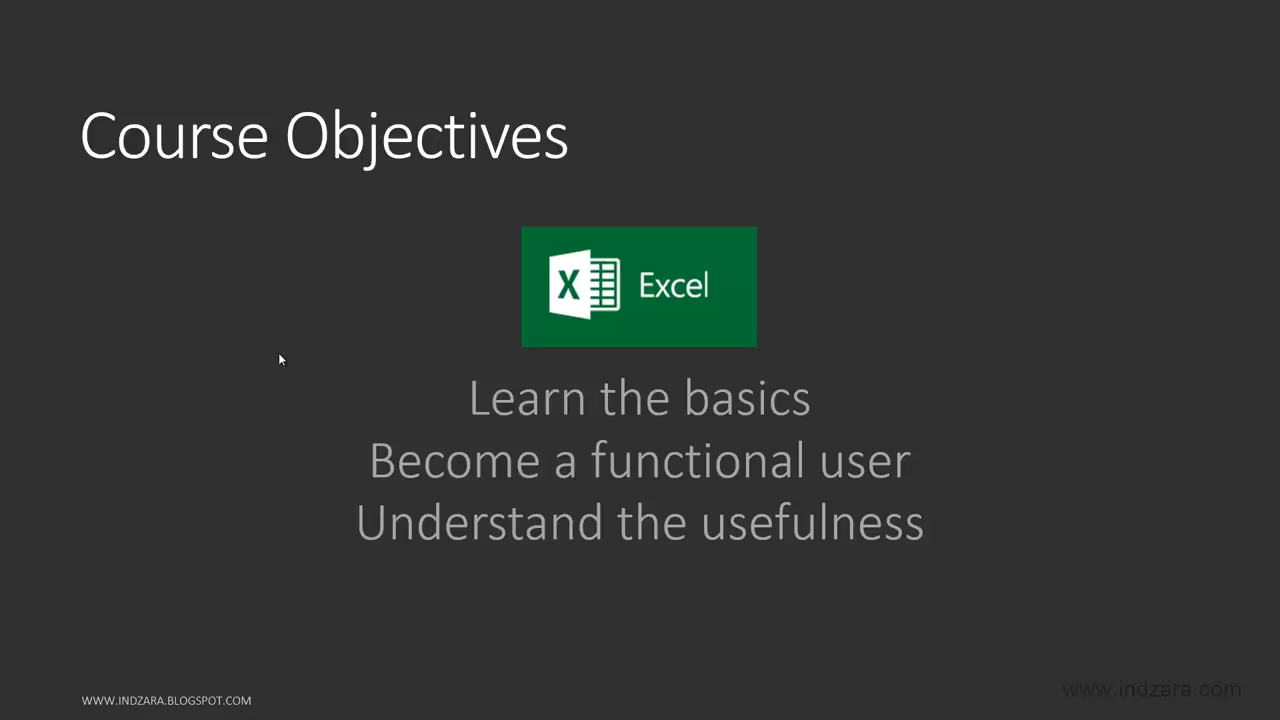 Course Objectives
X Excel
Learn the basics
Become a functional user
Understand the usefulness
WWW.INDZARA.BLOGSPOT.COM
www.indzara.com